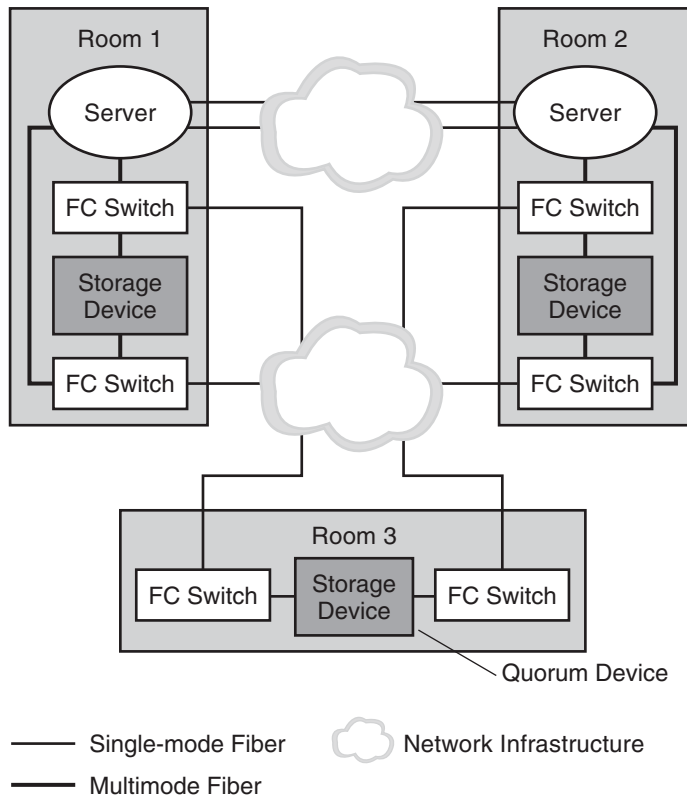 Room 1
Server
FC Switch
Storage
Device
FC Switch
Room 2
Server
FC Switch
Storage
Device
FC Switch
Room 3
FC Switch
Storage
Device
FC Switch
Quorum Device
Single-mode Fiber
Network Infrastructure
Multimode Fiber